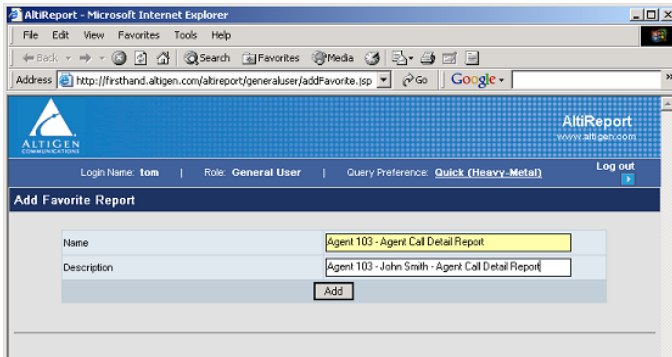 AltiReport - Microsoft Internet Explorer
File Edit View Favorites Tools Help
Back Search Favorites Media
Address http://firsthand.altigen.com/altireport/generaluser/addFavorite.jsp Go Google
ALTIGEN
COMMUNICATIONS
AltiReport
www.altigen.com
Login Name: tom | Role: General User | Query Preference: Quick (Heavy-Metal) Log out
Add Favorite Report
Name Agent 103 - Agent Call Detail Report
Description Agent 103 - John Smith - Agent Call Detail Report
Add